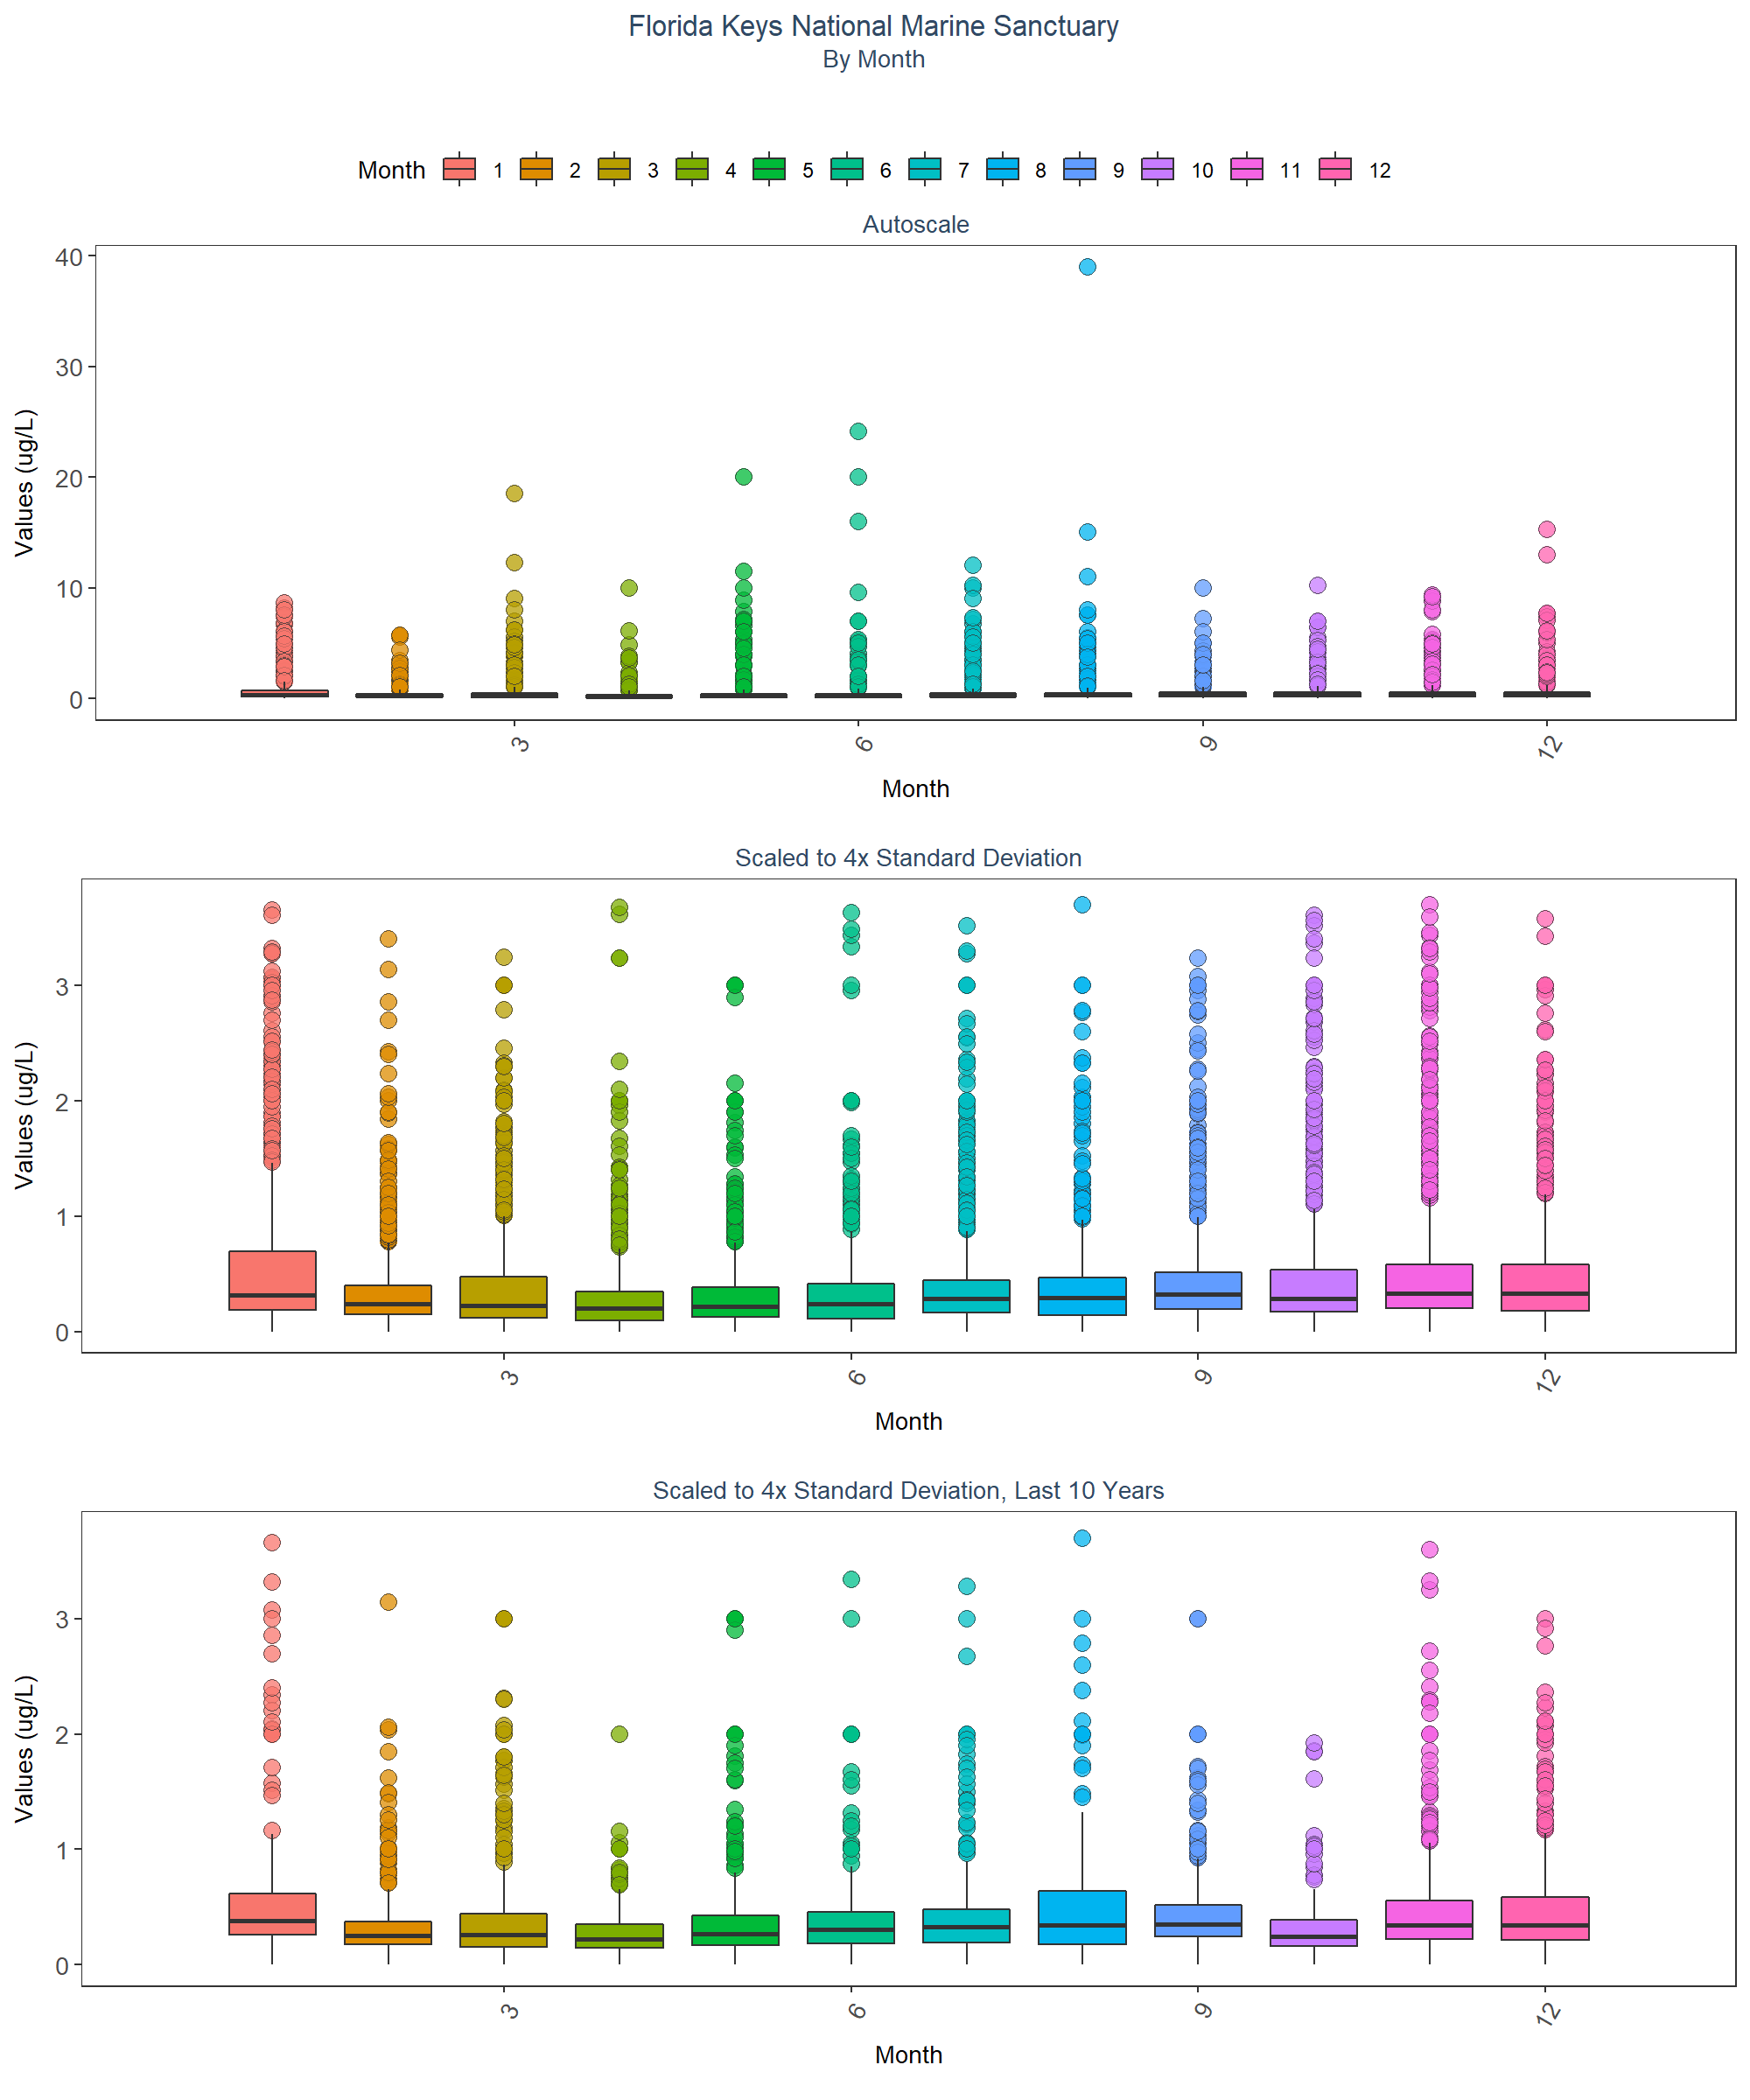 Florida Keys National Marine Sanctuary
By Month
Month 1 2 3 4 5 6 7 8 9 10 11 12
Autoscale
40
30
20
10
0
Values (ug/L)
3 6 9 12
Month
Scaled to 4x Standard Deviation
3
2
1
0
Values (ug/L)
3 6 9 12
Month
Scaled to 4x Standard Deviation, Last 10 Years
3
2
1
0
Values (ug/L)
3 6 9 12
Month